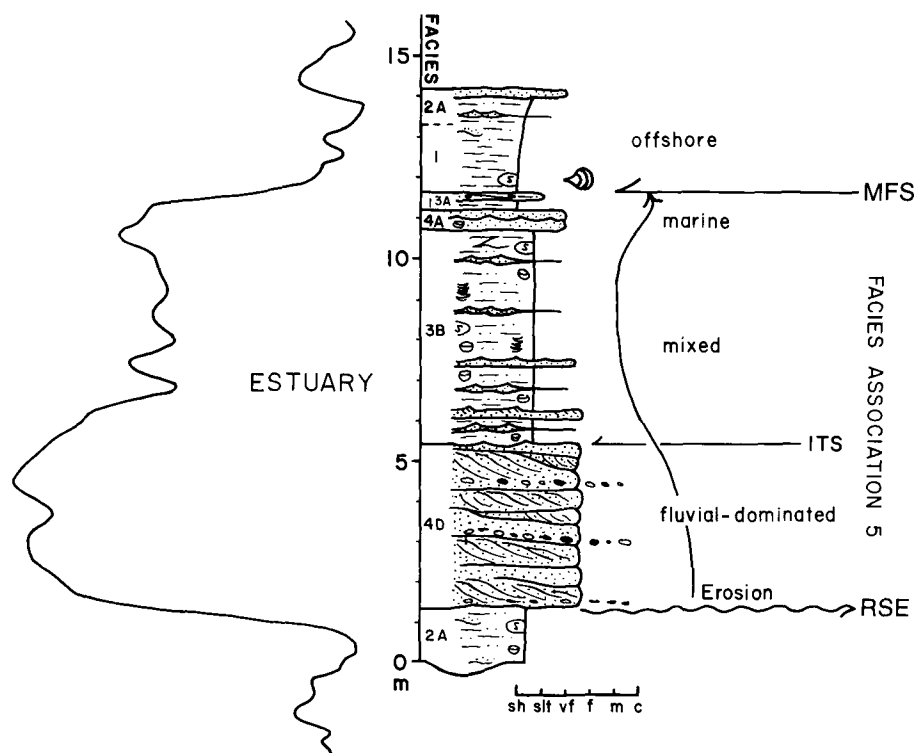 FACIES
15
2A
1
offshore
MFS
3A
4A
marine
10
3B
mixed
ESTUARY
FACIES ASSOCIATION 5
ITS
5
4D
fluvial-dominated
Erosion
RSE
2A
0
m
sh slt vf f m c